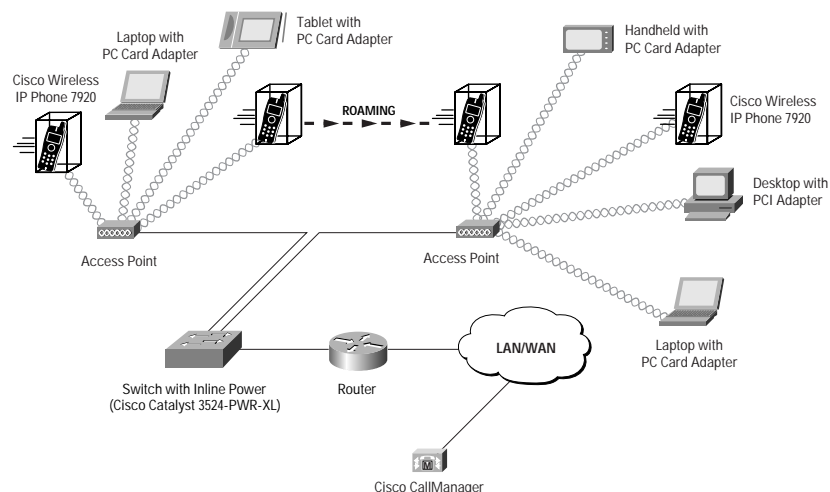 Tablet with
PC Card Adapter
Laptop with
PC Card Adapter
Handheld with
PC Card Adapter
Cisco Wireless
IP Phone 7920
ROAMING
Cisco Wireless
IP Phone 7920
Desktop with
PCI Adapter
Access Point
Access Point
Laptop with
PC Card Adapter
LAN/WAN
Switch with Inline Power
(Cisco Catalyst 3524-PWR-XL)
Router
M
Cisco CallManager